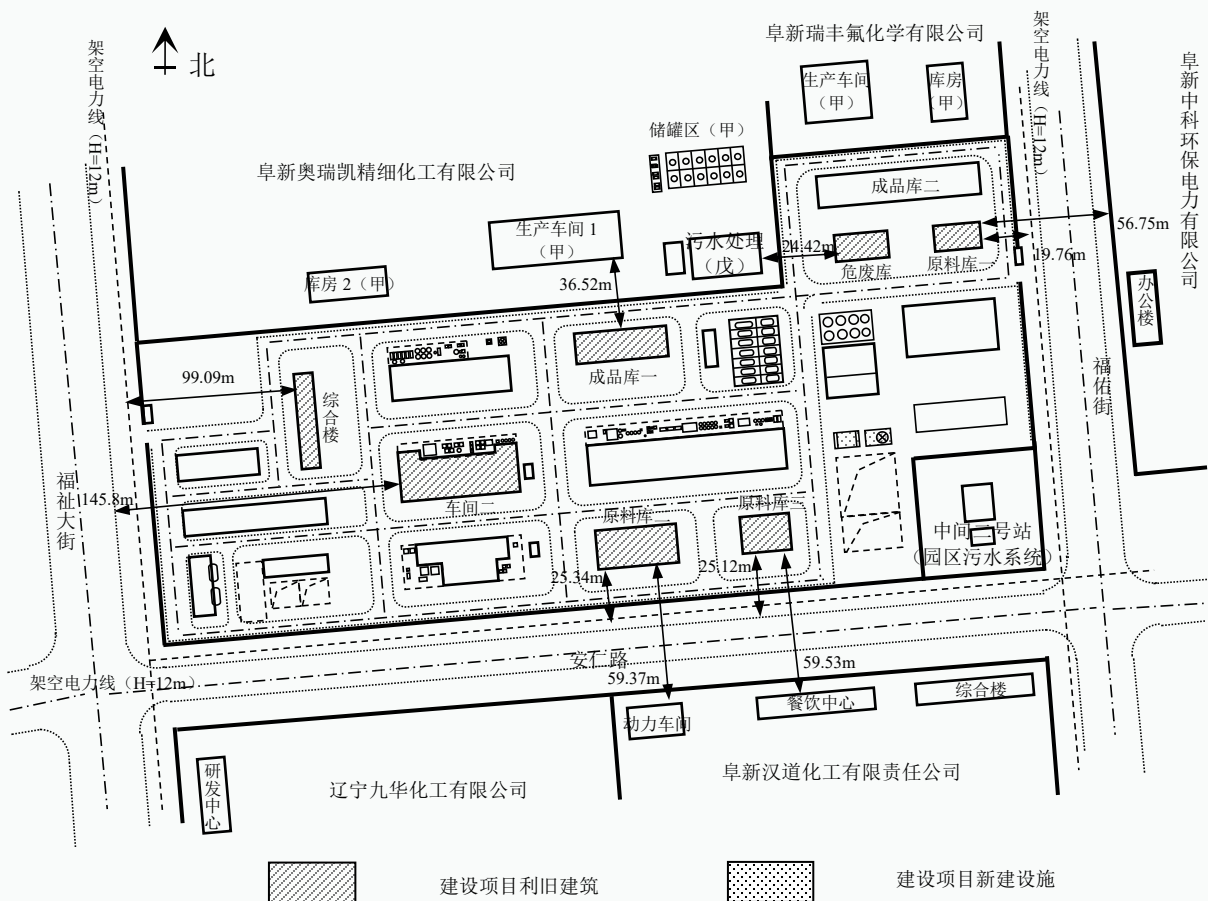 阜新瑞丰氟化学有限公司
架空电力线（H=12m）
北
架空电力线（H=12m）
阜新中科环保电力有限公司
生产车间
（甲）
库房
（甲）
储罐区（甲）
阜新奥瑞凯精细化工有限公司
成品库二
生产车间 1
（甲）
污水处理
（戊）
24.42m
危废库
原料库一
56.75m
19.76m
库房 2（甲）
36.52m
办公楼
成品库一
99.09m
综合楼
福佑街
福祉大街
145.8m
车间二
原料库二
原料库三
中间二号站
（园区污水系统）
25.34m
25.12m
安仁路
59.37m
59.53m
架空电力线（H=12m）
动力车间
餐饮中心
综合楼
研发中心
辽宁九华化工有限公司
阜新汉道化工有限责任公司
建设项目利旧建筑
建设项目新建设施